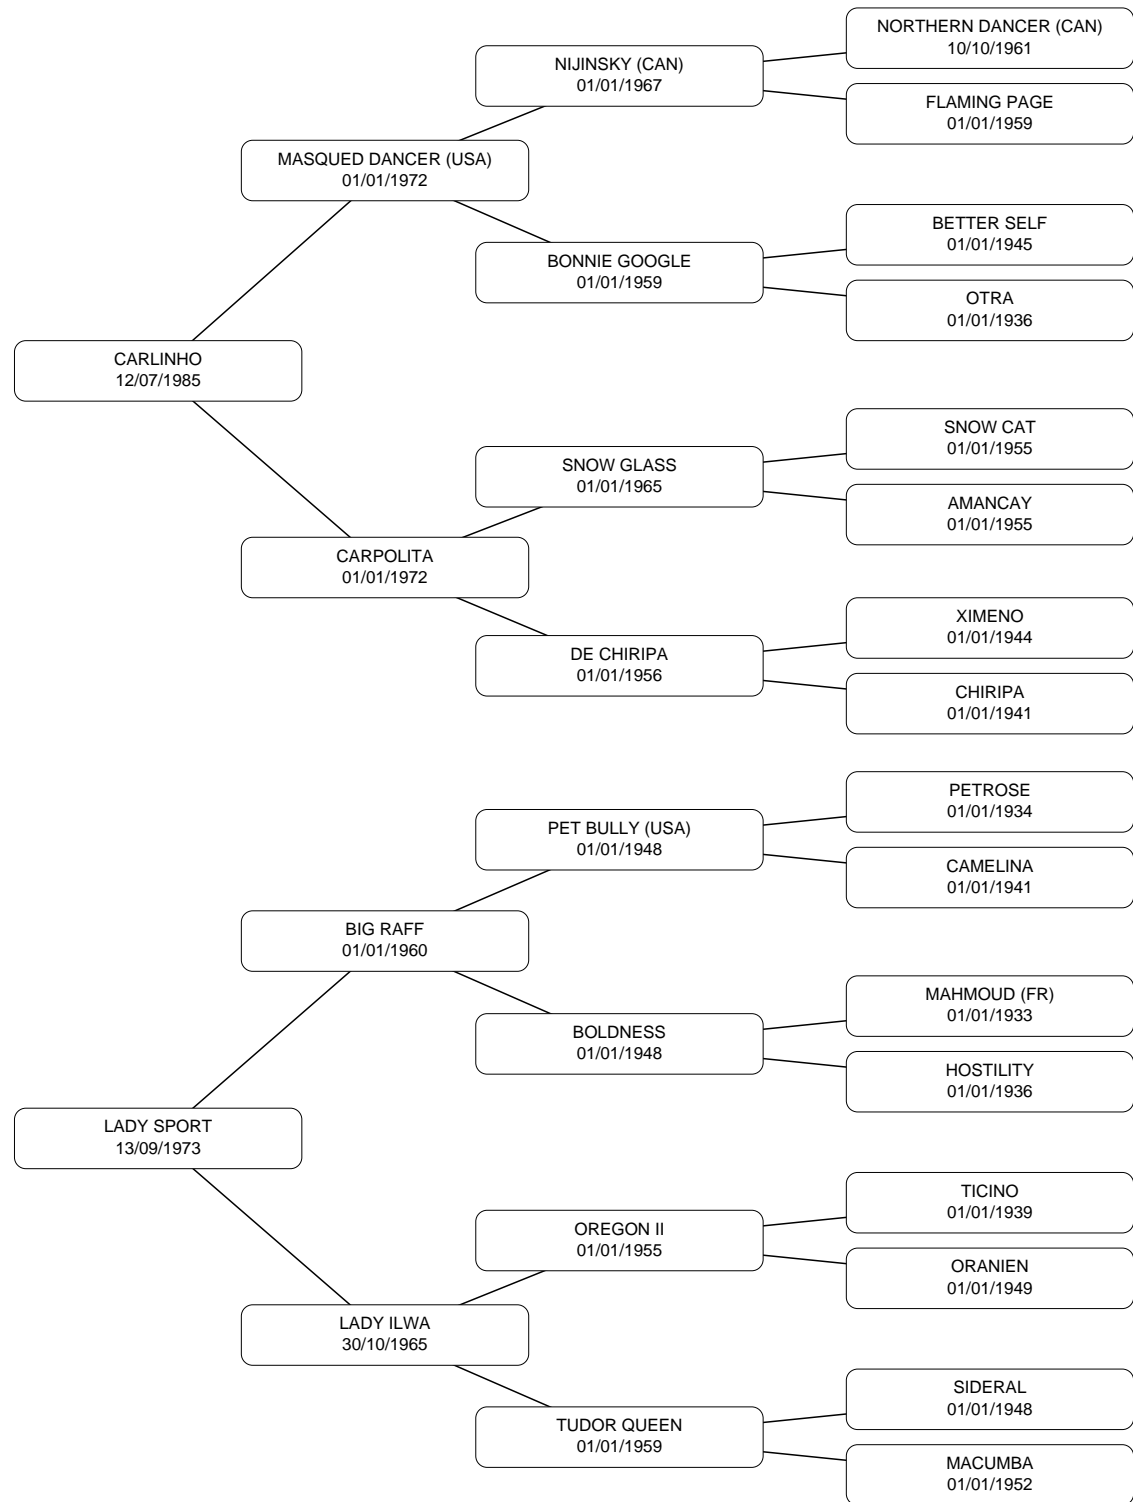 NORTHERN DANCER (CAN)
10/10/1961
NIJINSKY (CAN)
01/01/1967
FLAMING PAGE
01/01/1959
MASQUED DANCER (USA)
01/01/1972
BETTER SELF
01/01/1945
BONNIE GOOGLE
01/01/1959
OTRA
01/01/1936
CARLINHO
12/07/1985
SNOW CAT
01/01/1955
SNOW GLASS
01/01/1965
AMANCAY
01/01/1955
CARPOLITA
01/01/1972
XIMENO
01/01/1944
DE CHIRIPA
01/01/1956
CHIRIPA
01/01/1941
PETROSE
01/01/1934
PET BULLY (USA)
01/01/1948
CAMELINA
01/01/1941
BIG RAFF
01/01/1960
MAHMOUD (FR)
01/01/1933
BOLDNESS
01/01/1948
HOSTILITY
01/01/1936
LADY SPORT
13/09/1973
TICINO
01/01/1939
OREGON II
01/01/1955
ORANIEN
01/01/1949
LADY ILWA
30/10/1965
SIDERAL
01/01/1948
TUDOR QUEEN
01/01/1959
MACUMBA
01/01/1952